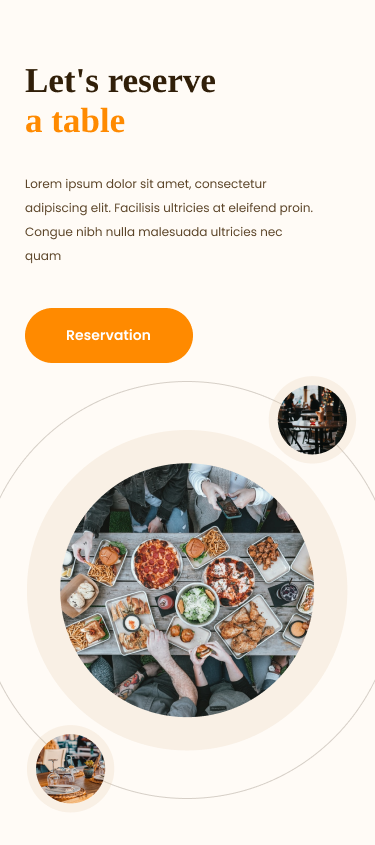 Let's reserve
a table
Lorem ipsum dolor sit amet, consectetur
adipiscing elit. Facilisis ultricies at eleifend proin.
Congue nibh nulla malesuada ultricies nec
quam
Reservation